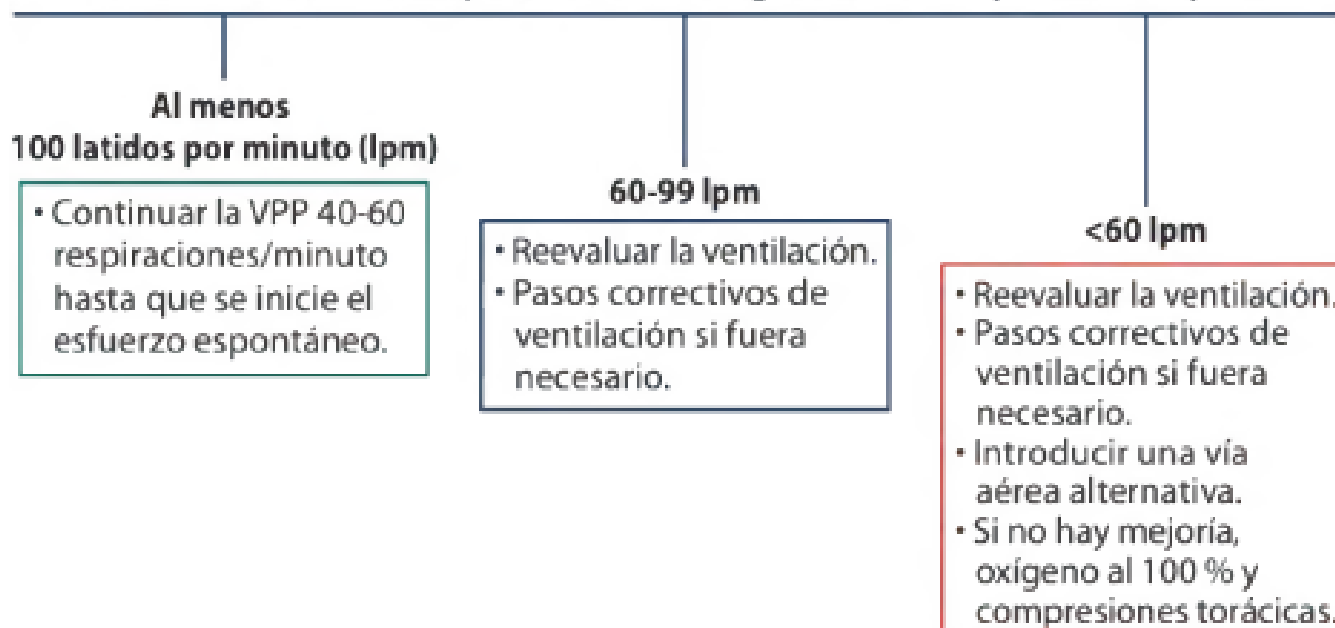 Al menos
100 latidos por minuto (lpm)
• Continuar la VPP 40-60
respiraciones/minuto
hasta que se inicie el
esfuerzo espontáneo.
60-99 lpm
• Reevaluar la ventilación.
• Pasos correctivos de
ventilación si fuera
necesario.
<60 lpm
• Reevaluar la ventilación.
• Pasos correctivos de
ventilación si fuera
necesario.
• Introducir una vía
aérea alternativa.
• Si no hay mejoría,
oxígeno al 100 % y
compresiones torácicas.